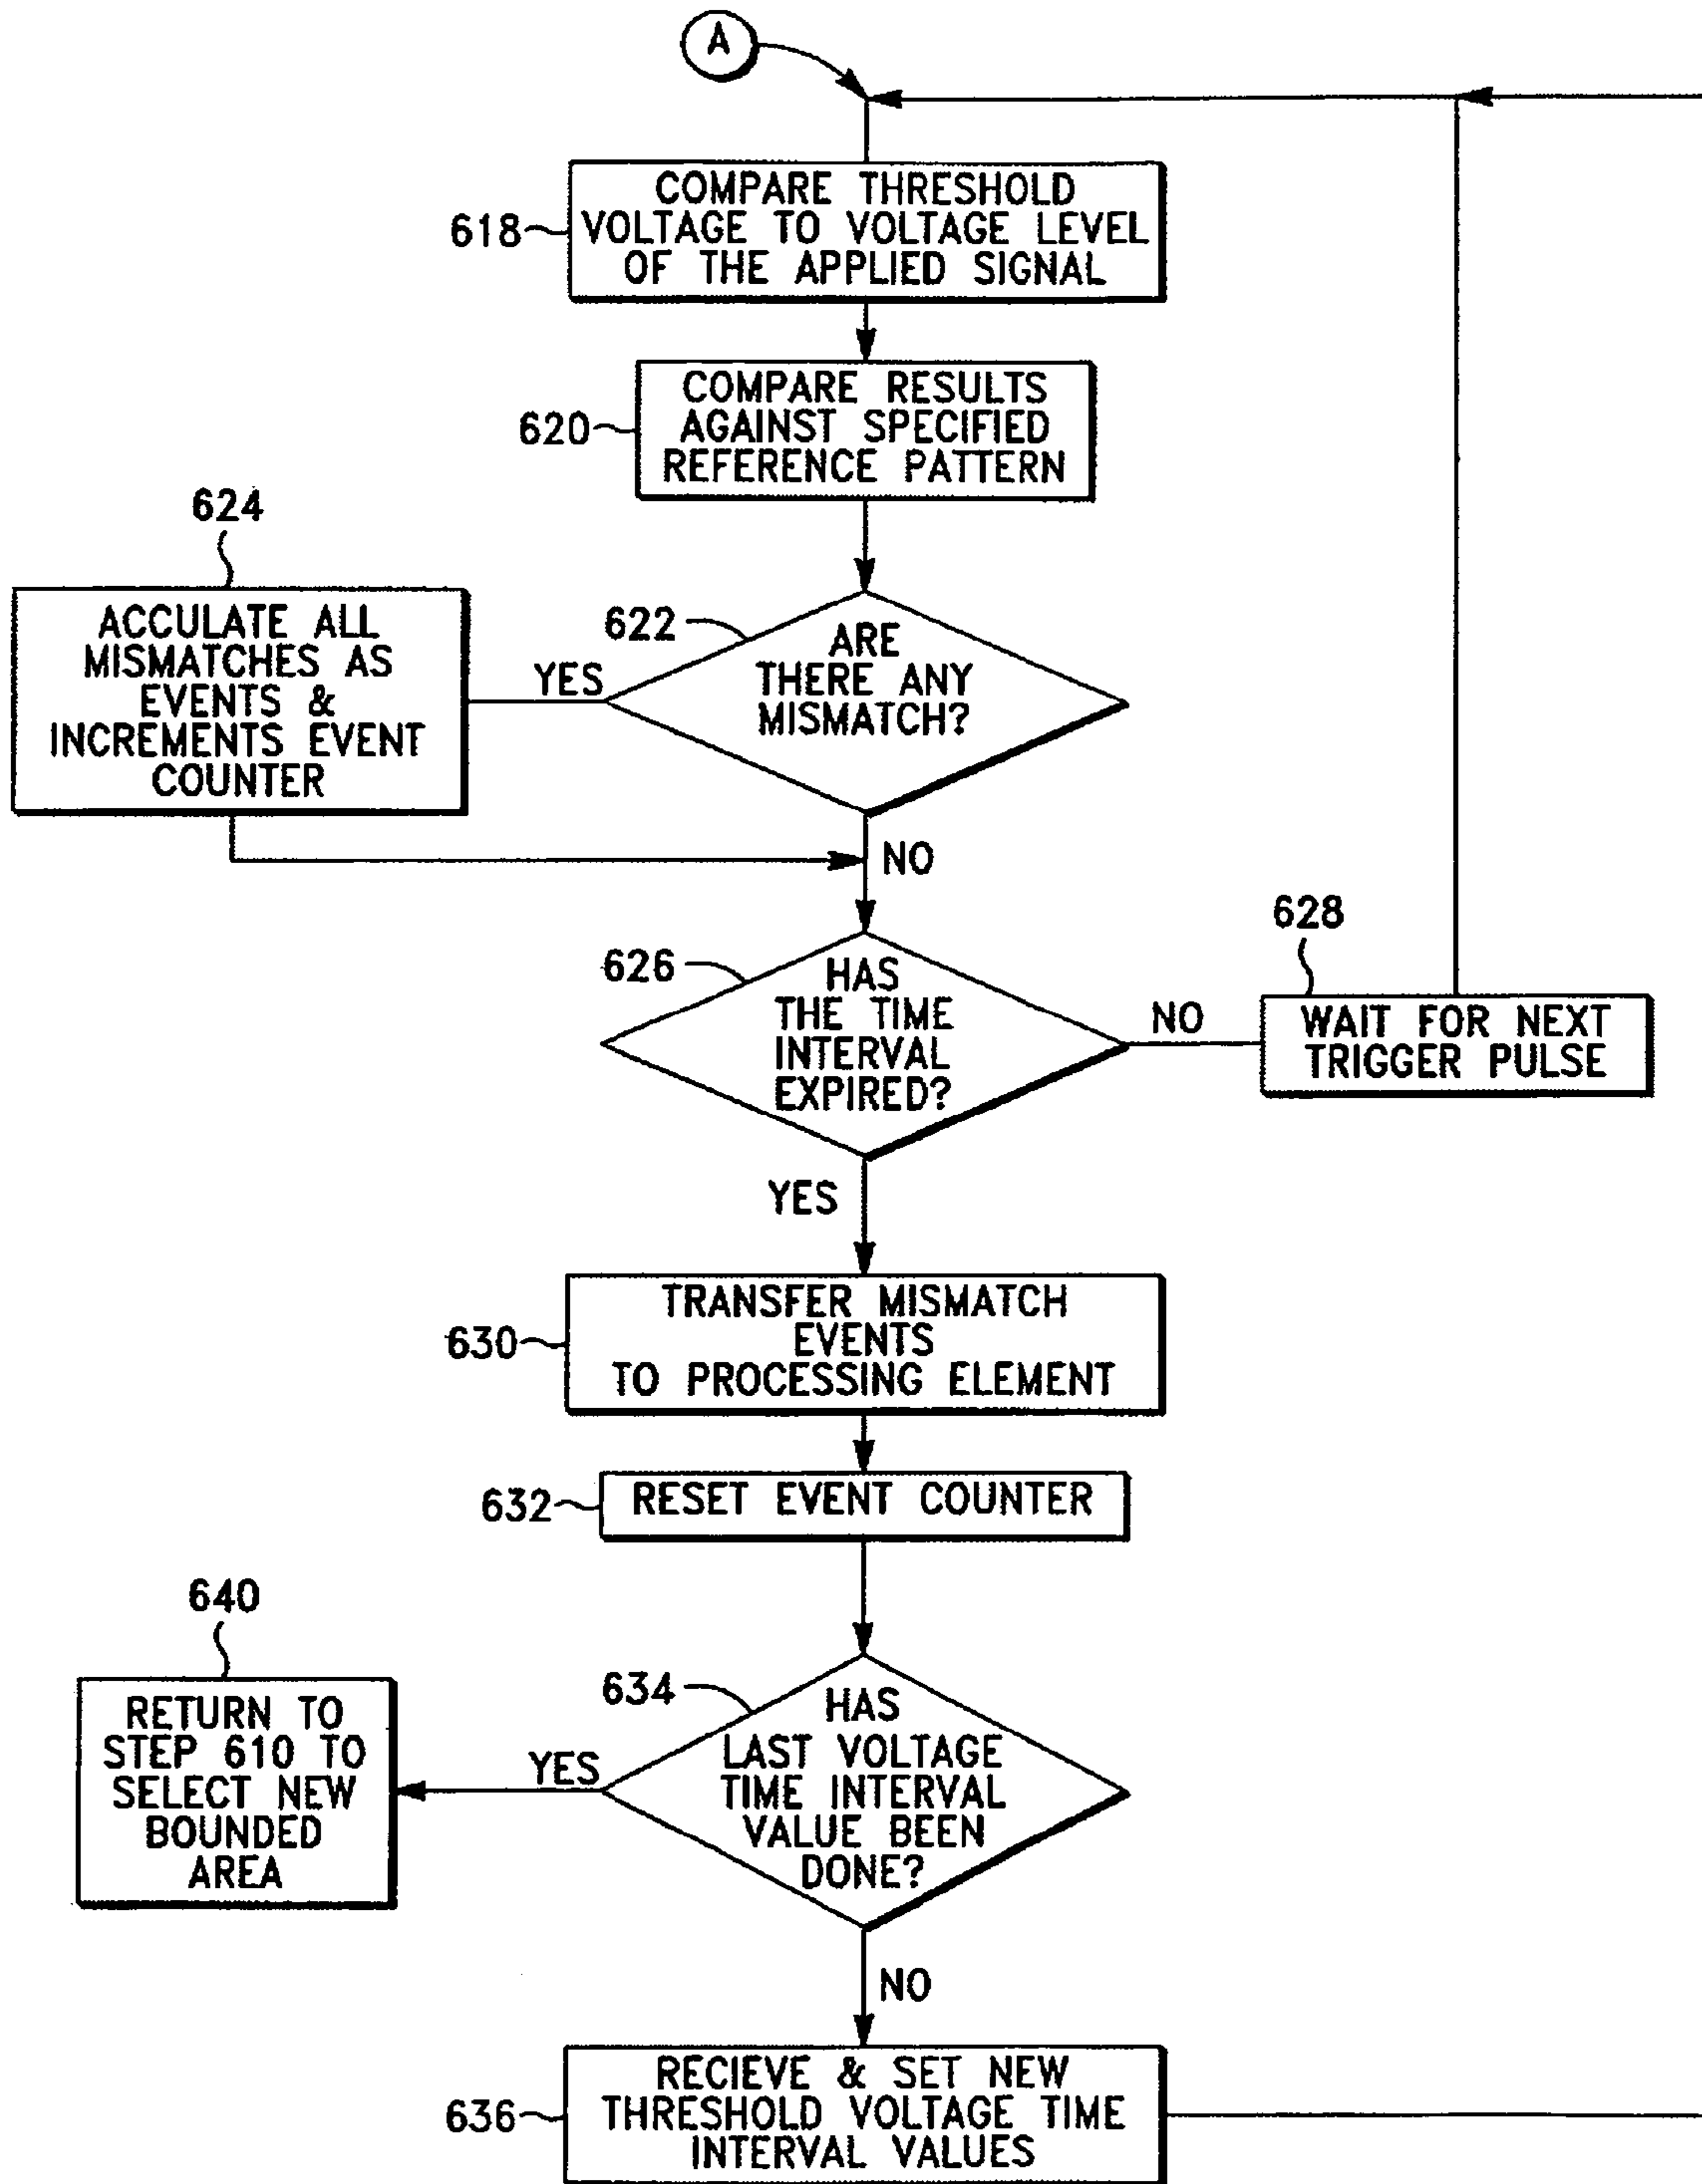 A
618
COMPARE THRESHOLD
VOLTAGE TO VOLTAGE LEVEL
OF THE APPLIED SIGNAL
620
COMPARE RESULTS
AGAINST SPECIFIED
REFERENCE PATTERN
624
ACCULATE ALL
MISMATCHES AS
EVENTS &
INCREMENTS EVENT
COUNTER
YES
622
ARE
THERE ANY
MISMATCH?
NO
626
HAS
THE TIME
INTERVAL
EXPIRED?
NO
628
WAIT FOR NEXT
TRIGGER PULSE
YES
630
TRANSFER MISMATCH
EVENTS
TO PROCESSING ELEMENT
632
RESET EVENT COUNTER
640
RETURN TO
STEP 610 TO
SELECT NEW
BOUNDED
AREA
YES
634
HAS
LAST VOLTAGE
TIME INTERVAL
VALUE BEEN
DONE?
NO
636
RECIEVE & SET NEW
THRESHOLD VOLTAGE TIME
INTERVAL VALUES